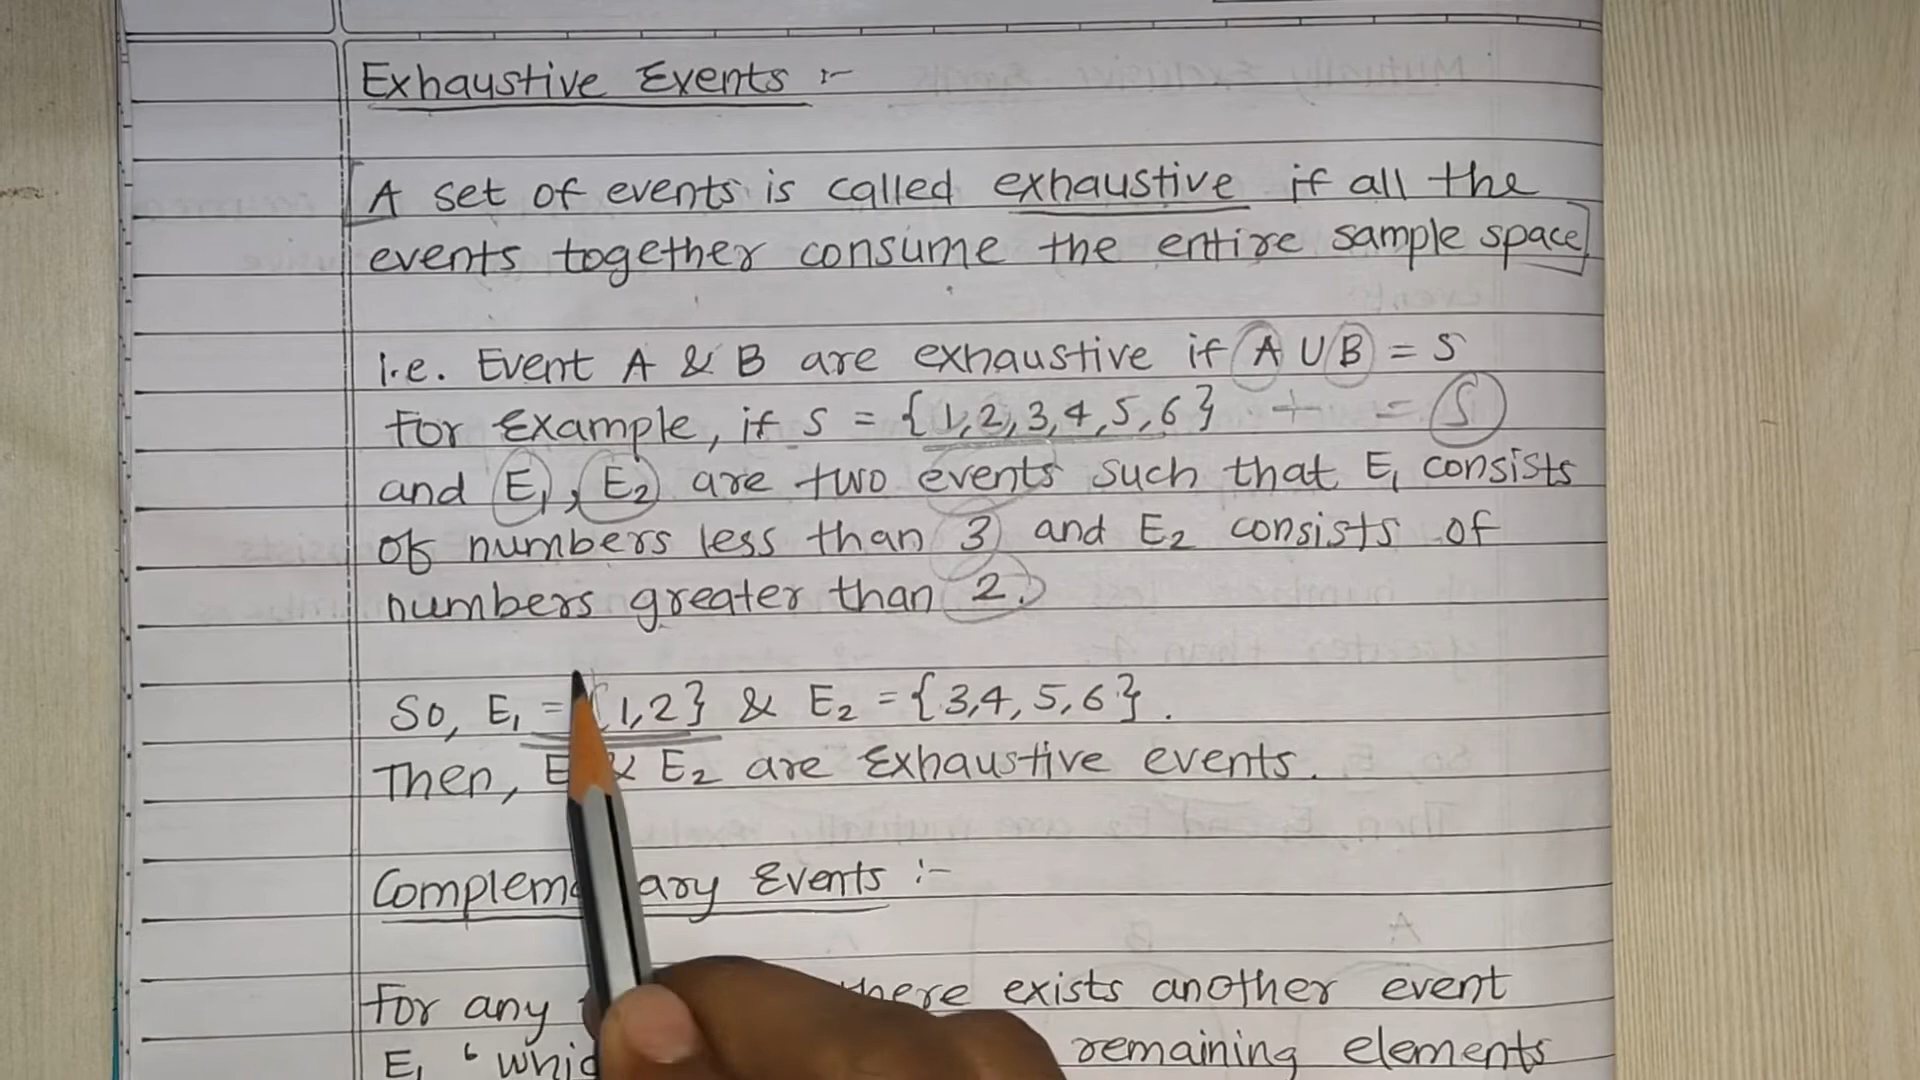 Exhaustive Events :-
A set of events is called exhaustive if all the
events together consume the entire sample space
i.e. Event A & B are exhaustive if A ∪ B = S
For Example, if S = {1,2,3,4,5,6} + = S
and E₁, E₂ are two events such that E₁ consists
of numbers less than 3 and E₂ consists of
numbers greater than 2.
So, E₁ = {1,2} & E₂ = {3,4,5,6}.
Then, E & E₂ are Exhaustive events.
Events :-
For any there exists another event
E₁ ' remaining elements